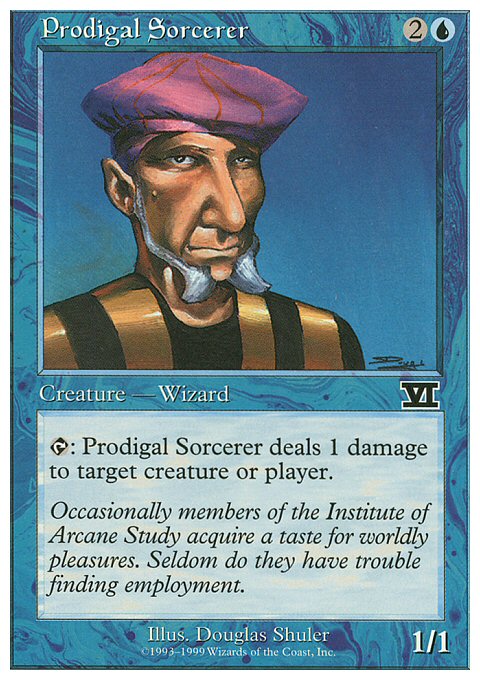 Prodigal Sorcerer 2
VI
Creature — Wizard
: Prodigal Sorcerer deals 1 damage
to target creature or player.
Occasionally members of the Institute of
Arcane Study acquire a taste for worldly
pleasures. Seldom do they have trouble
finding employment.
Illus. Douglas Shuler
1/1
©1993–1999 Wizards of the Coast, Inc.